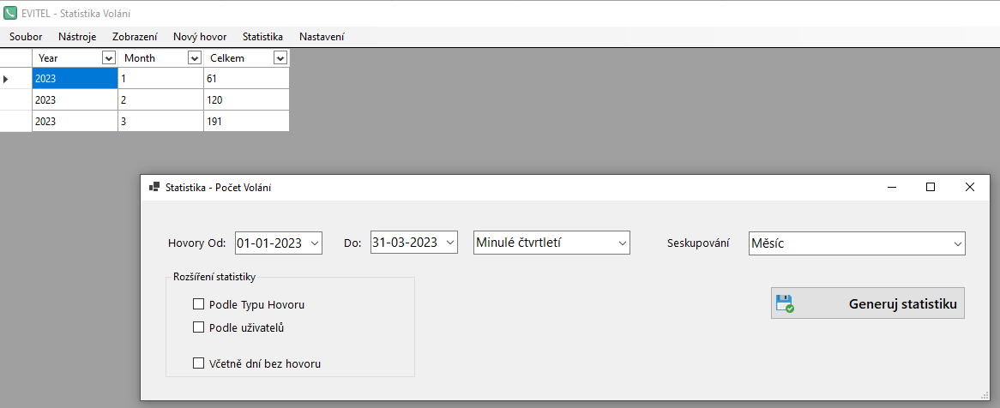 EVITEL - Statistika Volání
Soubor Nástroje Zobrazení Nový hovor Statistika Nastavení
Year Month Celkem
2023 1 61
2023 2 120
2023 3 191
Statistika - Počet Volání
Hovory Od: 01-01-2023 Do: 31-03-2023 Minulé čtvrtletí Seskupování Měsíc
Rozšíření statistiky
Podle Typu Hovoru
Generuj statistiku
Podle uživatelů
Včetně dní bez hovoru